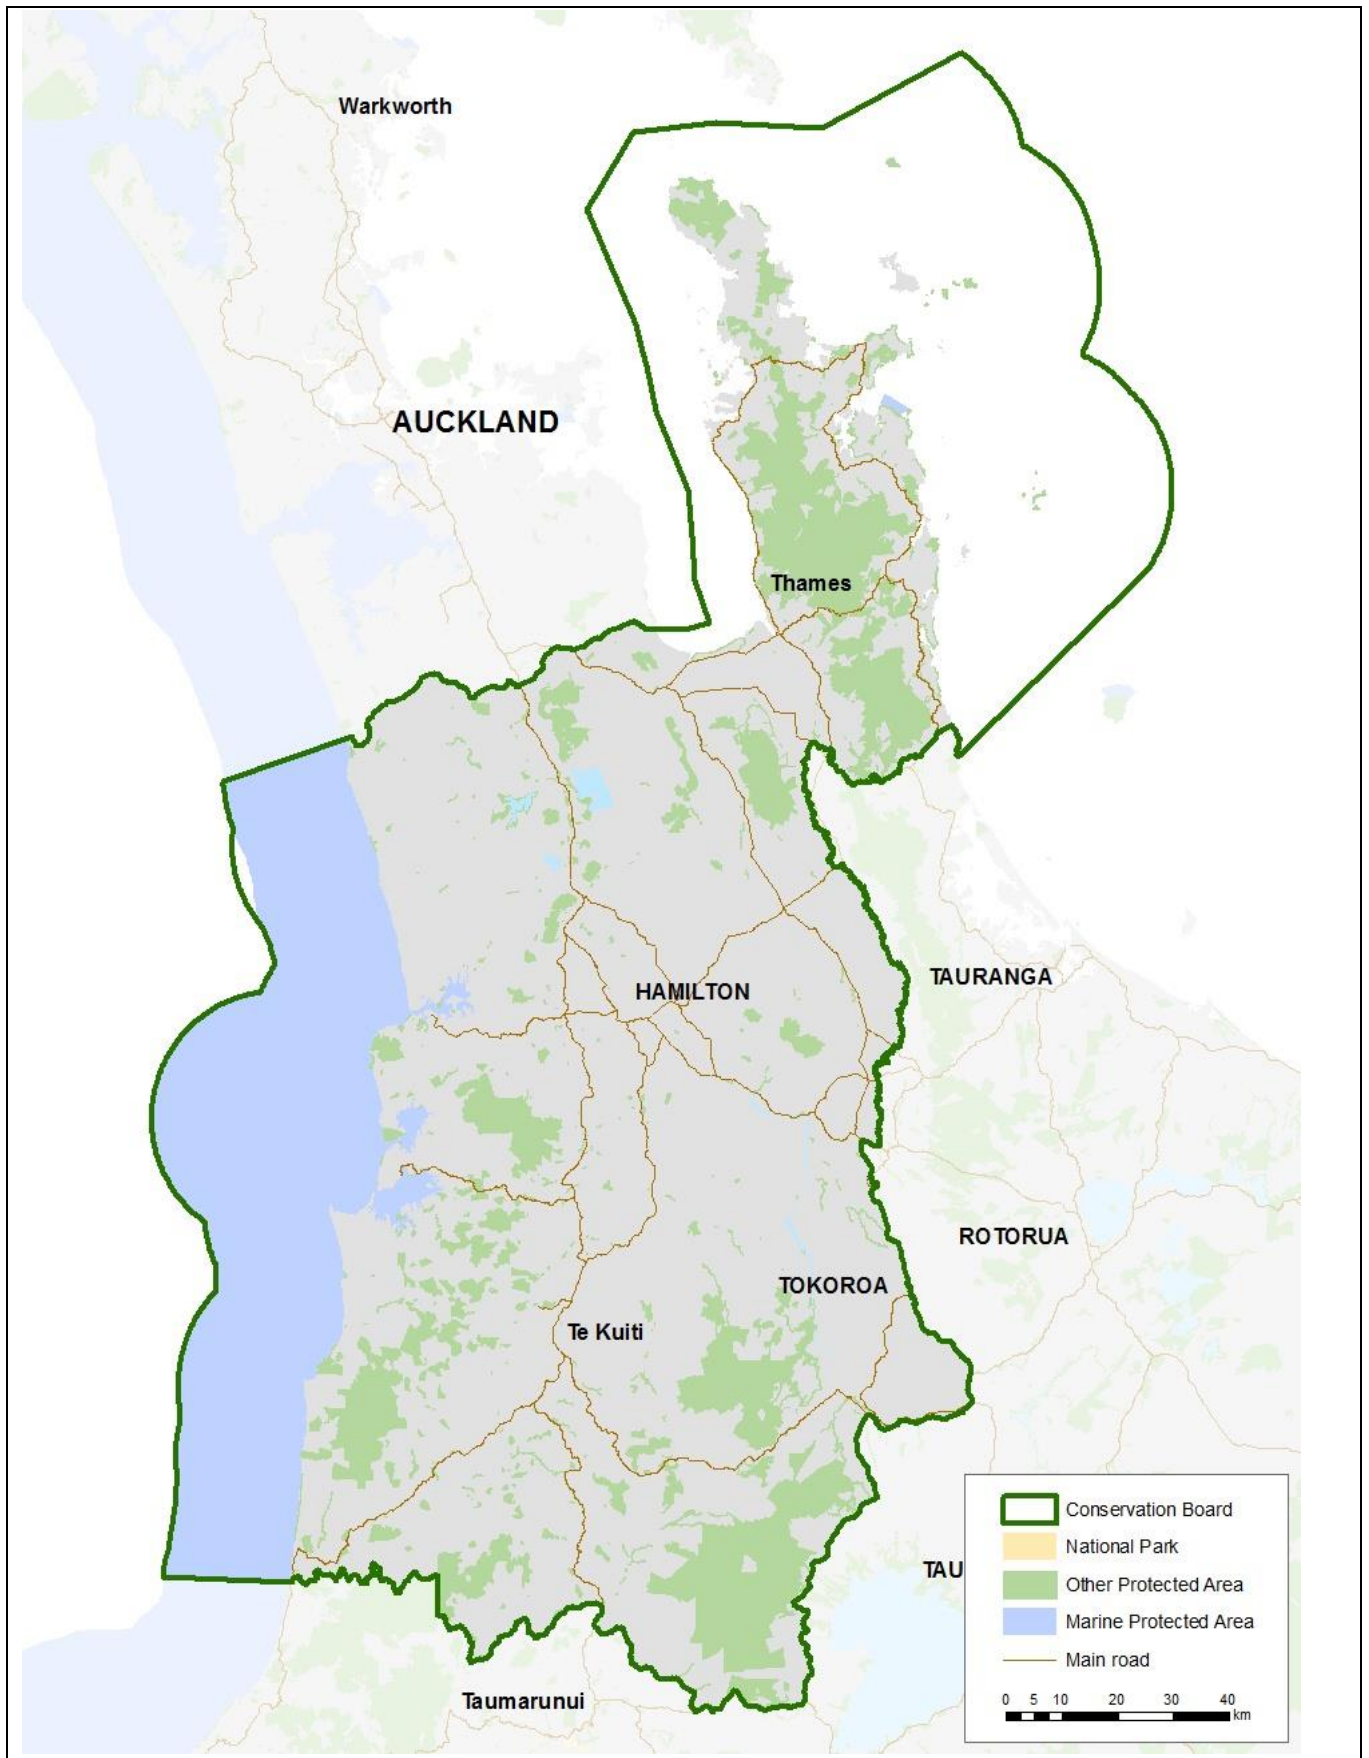 Warkworth
AUCKLAND
Thames
TAURANGA
HAMILTON
ROTORUA
TOKOROA
Te Kuiti
TAU
Taumarunui
Conservation Board
National Park
Other Protected Area
Marine Protected Area
Main road
0 5 10 20 30 40
km